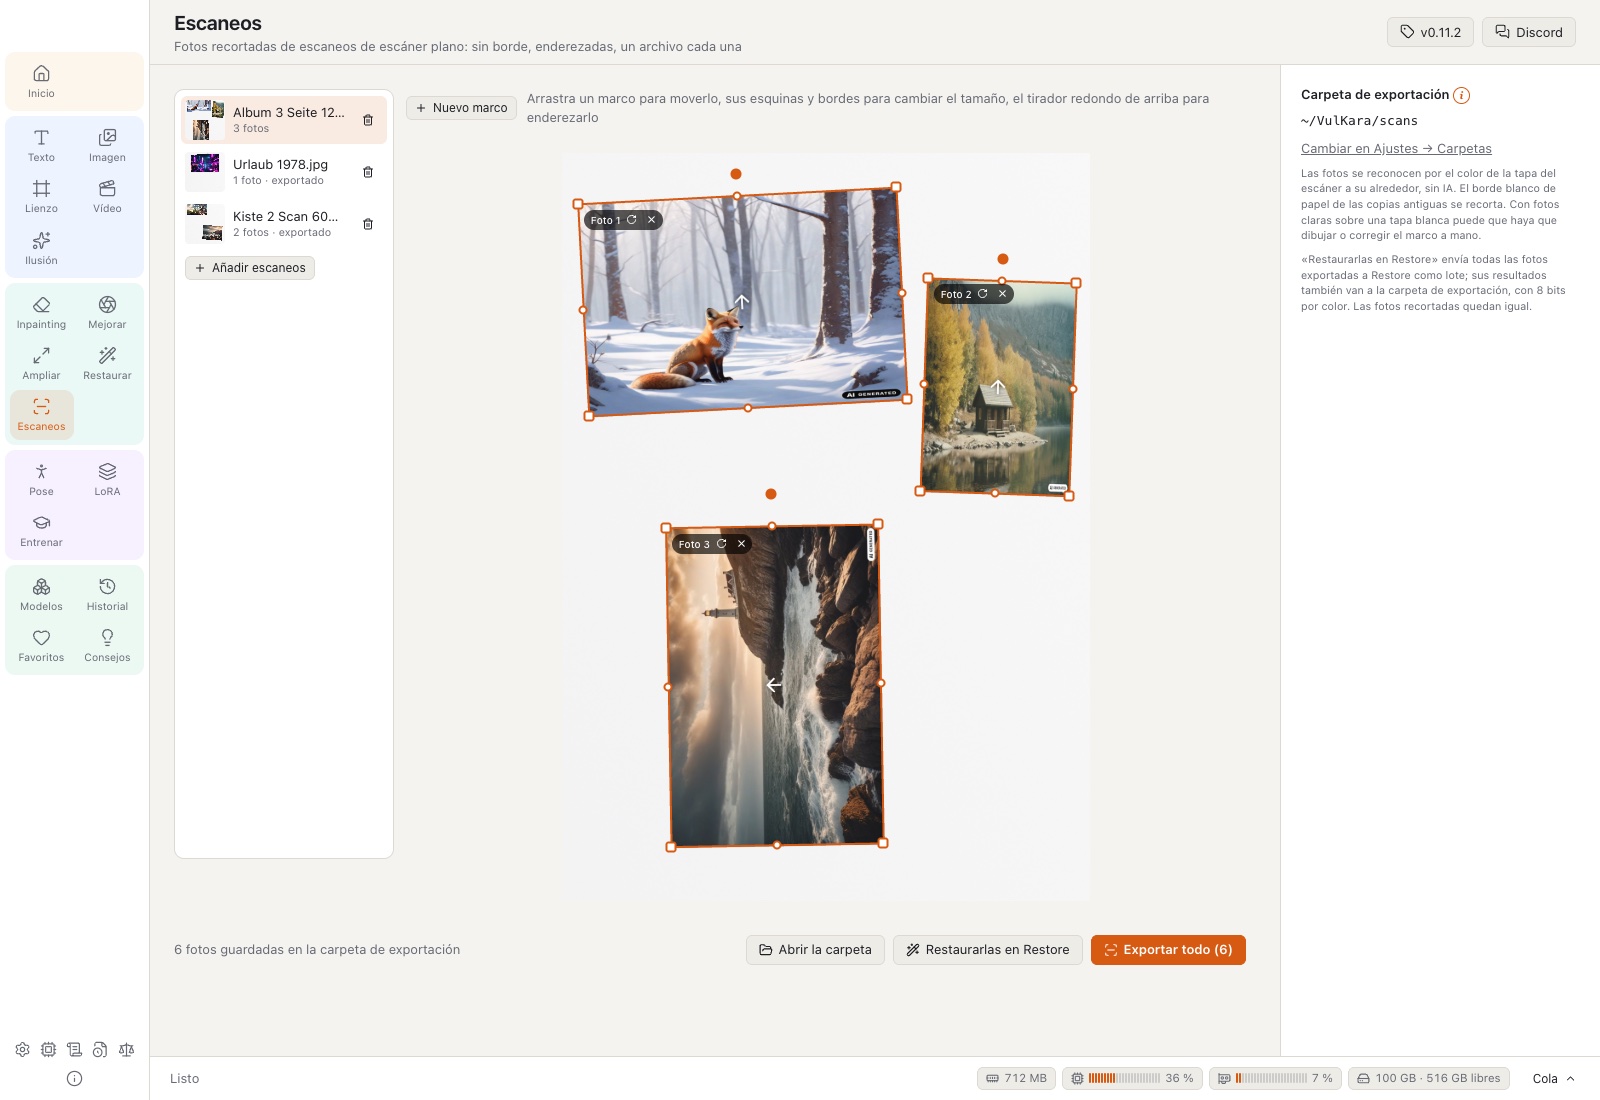 Escaneos
Fotos recortadas de escaneos de escáner plano: sin borde, enderezadas, un archivo cada una
v0.11.2
Discord
Inicio
Texto
Imagen
Lienzo
Vídeo
Ilusión
Inpainting
Mejorar
Ampliar
Restaurar
Escaneos
Pose
LoRA
Entrenar
Modelos
Historial
Favoritos
Consejos
Album 3 Seite 12...
3 fotos
Urlaub 1978.jpg
1 foto · exportado
Kiste 2 Scan 60...
2 fotos · exportado
Añadir escaneos
Nuevo marco
Arrastra un marco para moverlo, sus esquinas y bordes para cambiar el tamaño, el tirador redondo de arriba para
enderezarlo
Foto 1
AI GENERATED
Foto 2
Foto 3
AI GENERATED
6 fotos guardadas en la carpeta de exportación
Abrir la carpeta
Restaurarlas en Restore
Exportar todo (6)
Carpeta de exportación
~/VulKara/scans
Cambiar en Ajustes → Carpetas
Las fotos se reconocen por el color de la tapa del
escáner a su alrededor, sin IA. El borde blanco de
papel de las copias antiguas se recorta. Con fotos
claras sobre una tapa blanca puede que haya que
dibujar o corregir el marco a mano.
«Restaurarlas en Restore» envía todas las fotos
exportadas a Restore como lote; sus resultados
también van a la carpeta de exportación, con 8 bits
por color. Las fotos recortadas quedan igual.
Listo
712 MB
36 %
7 %
100 GB · 516 GB libres
Cola